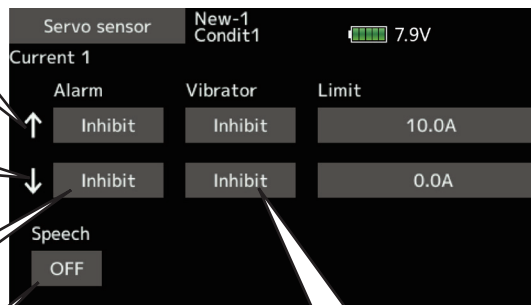 Servo sensor
New-1
Condit1
7.9V
Current 1
Alarm Vibrator Limit
↑ Inhibit Inhibit 10.0A
↓ Inhibit Inhibit 0.0A
Speech
OFF